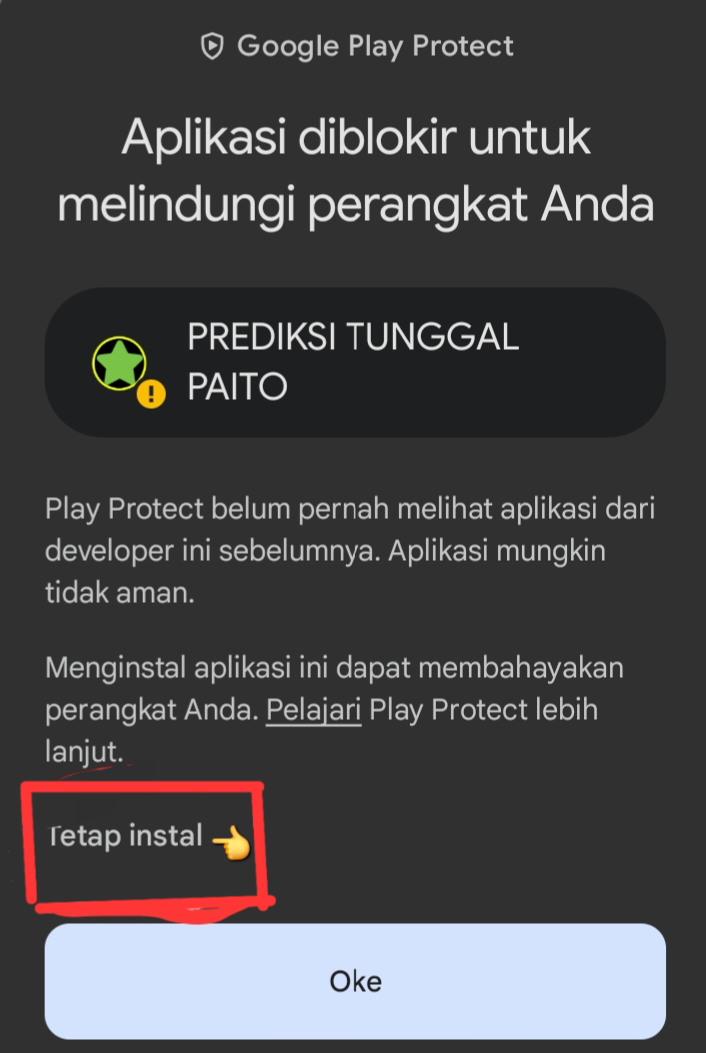 Google Play Protect
Aplikasi diblokir untuk
melindungi perangkat Anda
PREDIKSI TUNGGAL
PAITO
Play Protect belum pernah melihat aplikasi dari
developer ini sebelumnya. Aplikasi mungkin
tidak aman.
Menginstal aplikasi ini dapat membahayakan
perangkat Anda. Pelajari Play Protect lebih
lanjut.
Tetap instal 👈
Oke